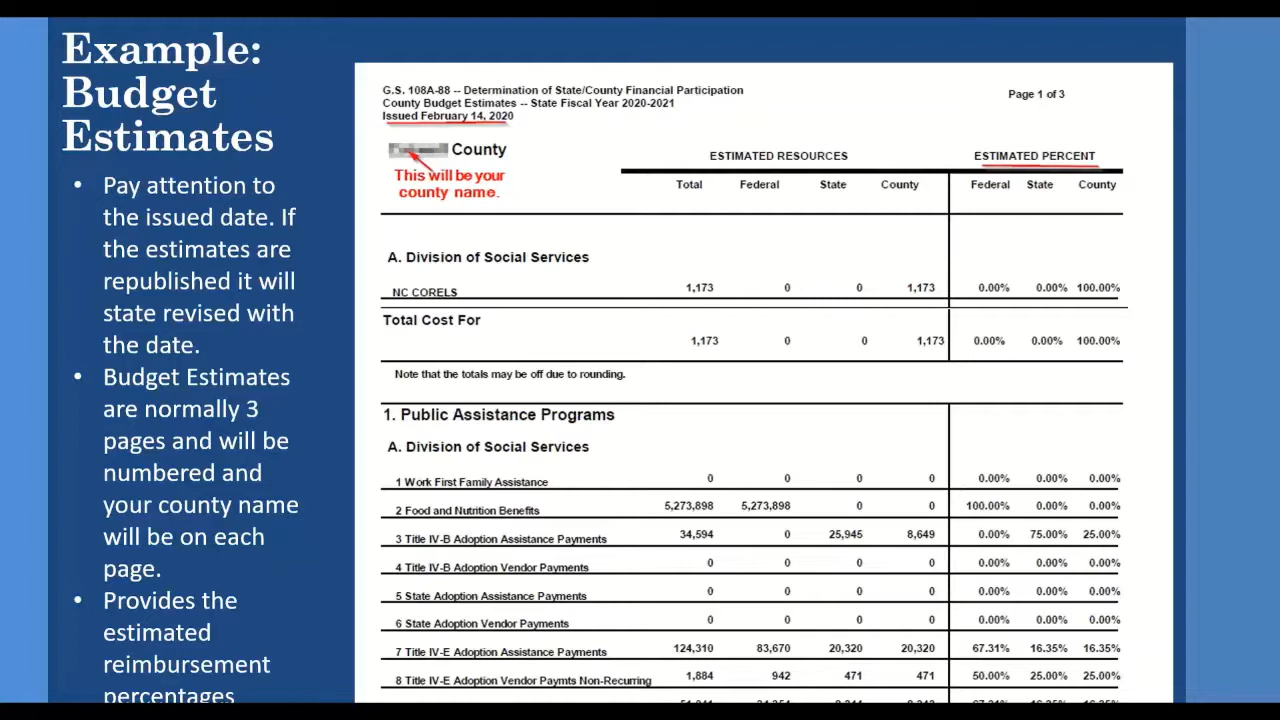 Example:
Budget
Estimates
• Pay attention to
the issued date. If
the estimates are
republished it will
state revised with
the date.
• Budget Estimates
are normally 3
pages and will be
numbered and
your county name
will be on each
page.
• Provides the
estimated
reimbursement
percentages
G.S. 108A-88 -- Determination of State/County Financial Participation
County Budget Estimates -- State Fiscal Year 2020-2021
Issued February 14, 2020
Page 1 of 3
County
This will be your
county name.
ESTIMATED RESOURCES ESTIMATED PERCENT
Total Federal State County Federal State County
A. Division of Social Services
NC CORELS 1,173 0 0 1,173 0.00% 0.00% 100.00%
Total Cost For
1,173 0 0 1,173 0.00% 0.00% 100.00%
Note that the totals may be off due to rounding.
1. Public Assistance Programs
A. Division of Social Services
1 Work First Family Assistance 0 0 0 0 0.00% 0.00% 0.00%
2 Food and Nutrition Benefits 5,273,898 5,273,898 0 0 100.00% 0.00% 0.00%
3 Title IV-B Adoption Assistance Payments 34,594 0 25,945 8,649 0.00% 75.00% 25.00%
4 Title IV-B Adoption Vendor Payments 0 0 0 0 0.00% 0.00% 0.00%
5 State Adoption Assistance Payments 0 0 0 0 0.00% 0.00% 0.00%
6 State Adoption Vendor Payments 0 0 0 0 0.00% 0.00% 0.00%
7 Title IV-E Adoption Assistance Payments 124,310 83,670 20,320 20,320 67.31% 16.35% 16.35%
8 Title IV-E Adoption Vendor Paymts Non-Recurring 1,884 942 471 471 50.00% 25.00% 25.00%